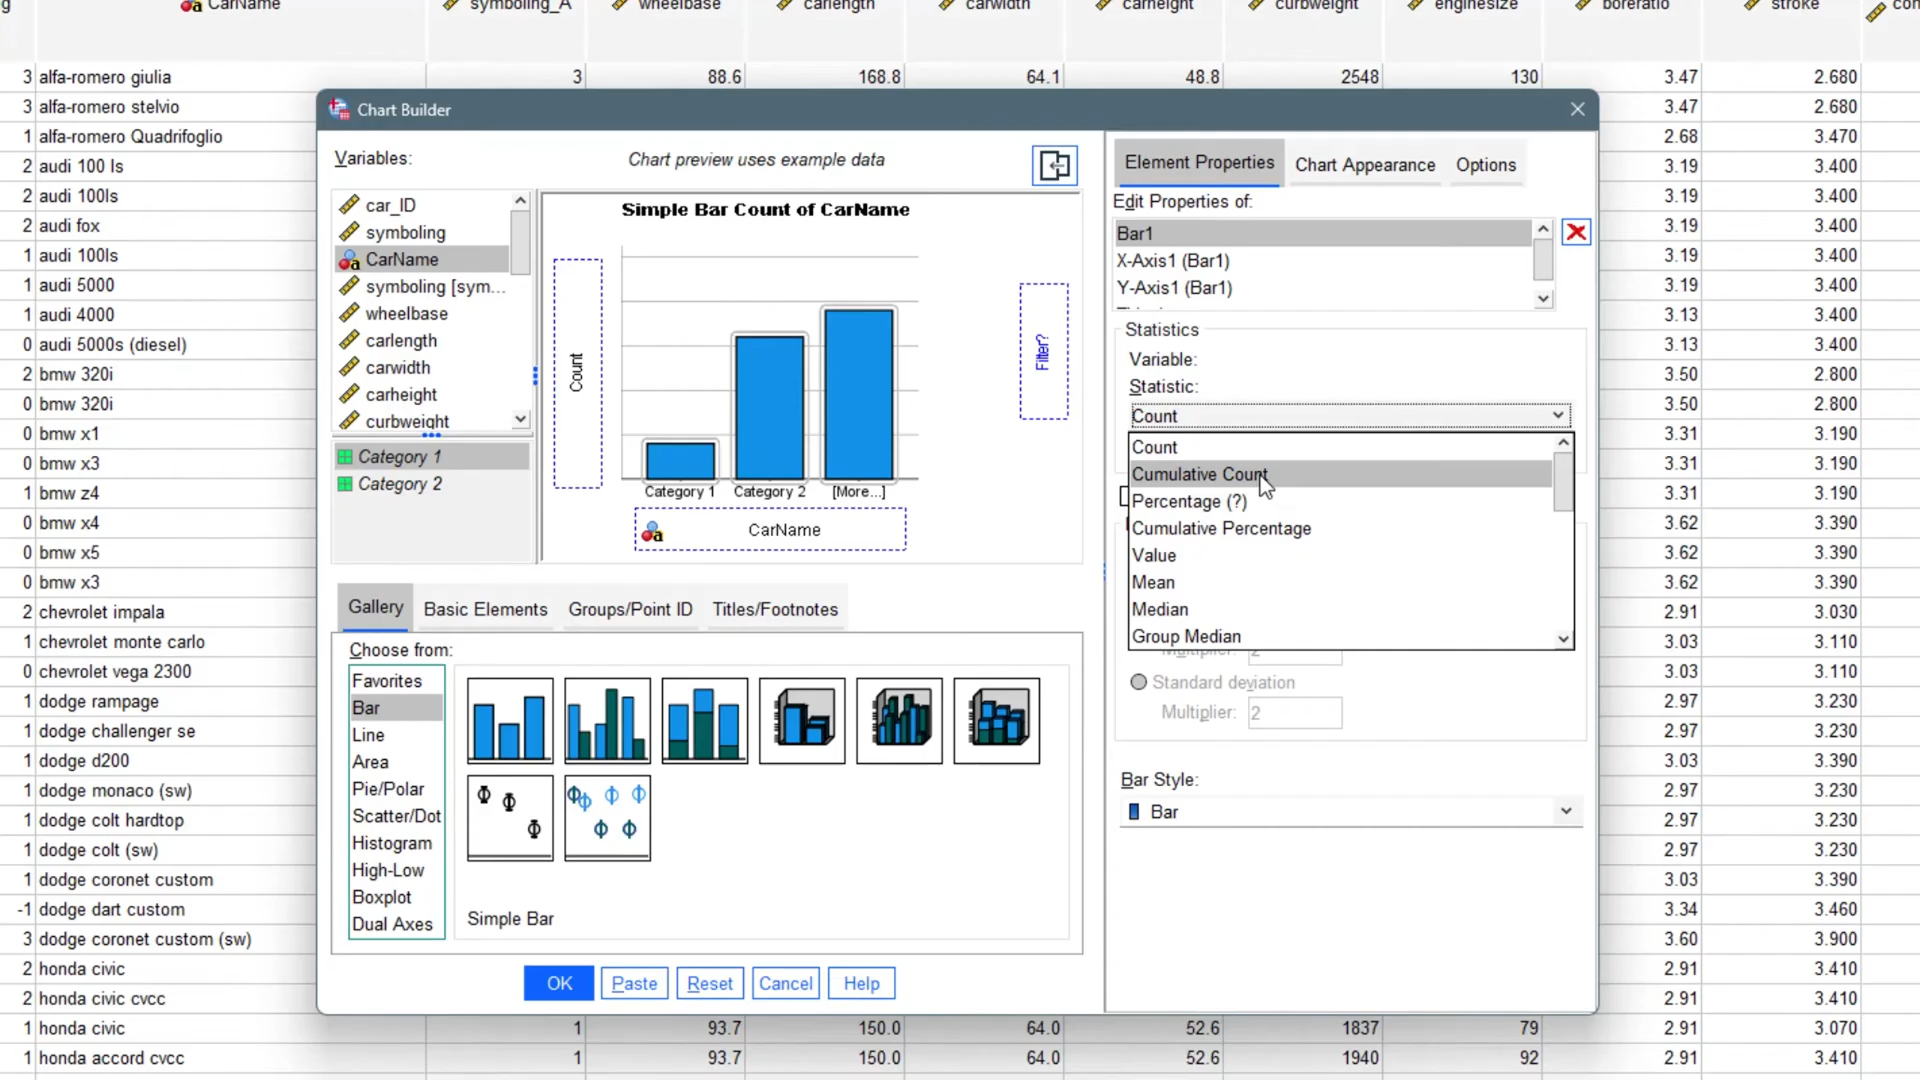 CarName symboling_A wheelbase carlength carwidth carheight curbweight enginesize boreratio stroke
3 alfa-romero giulia 3 88.6 168.8 64.1 48.8 2548 130 3.47 2.680
3 alfa-romero stelvio 3.47 2.680
1 alfa-romero Quadrifoglio 2.68 3.470
2 audi 100 ls 3.19 3.400
2 audi 100ls 3.19 3.400
2 audi fox 3.19 3.400
1 audi 100ls 3.19 3.400
1 audi 5000 3.19 3.400
1 audi 4000 3.13 3.400
0 audi 5000s (diesel) 3.13 3.400
2 bmw 320i 3.50 2.800
0 bmw 320i 3.50 2.800
0 bmw x1 3.31 3.190
0 bmw x3 3.31 3.190
1 bmw z4 3.31 3.190
0 bmw x4 3.62 3.390
0 bmw x5 3.62 3.390
0 bmw x3 3.62 3.390
2 chevrolet impala 2.91 3.030
1 chevrolet monte carlo 3.03 3.110
0 chevrolet vega 2300 3.03 3.110
1 dodge rampage 2.97 3.230
1 dodge challenger se 2.97 3.230
1 dodge d200 3.03 3.390
1 dodge monaco (sw) 2.97 3.230
1 dodge colt hardtop 2.97 3.230
1 dodge colt (sw) 2.97 3.230
1 dodge coronet custom 3.03 3.390
-1 dodge dart custom 3.34 3.460
3 dodge coronet custom (sw) 3.60 3.900
2 honda civic 2.91 3.410
2 honda civic cvcc 2.91 3.410
1 honda civic 1 93.7 150.0 64.0 52.6 1837 79 2.91 3.070
1 honda accord cvcc 1 93.7 150.0 64.0 52.6 1940 92 2.91 3.410
Chart Builder
Variables:
car_ID
symboling
CarName
symboling [sym...
wheelbase
carlength
carwidth
carheight
curbweight
Category 1
Category 2
Chart preview uses example data
Simple Bar Count of CarName
Count
Filter?
Category 1 Category 2 [More...]
CarName
Gallery Basic Elements Groups/Point ID Titles/Footnotes
Choose from:
Favorites
Bar
Line
Area
Pie/Polar
Scatter/Dot
Histogram
High-Low
Boxplot
Dual Axes
Simple Bar
OK Paste Reset Cancel Help
Element Properties Chart Appearance Options
Edit Properties of:
Bar1
X-Axis1 (Bar1)
Y-Axis1 (Bar1)
Statistics
Variable:
Statistic:
Count
Count
Cumulative Count
Percentage (?)
Cumulative Percentage
Value
Mean
Median
Group Median
Multiplier: 2
Standard deviation
Multiplier: 2
Bar Style:
Bar